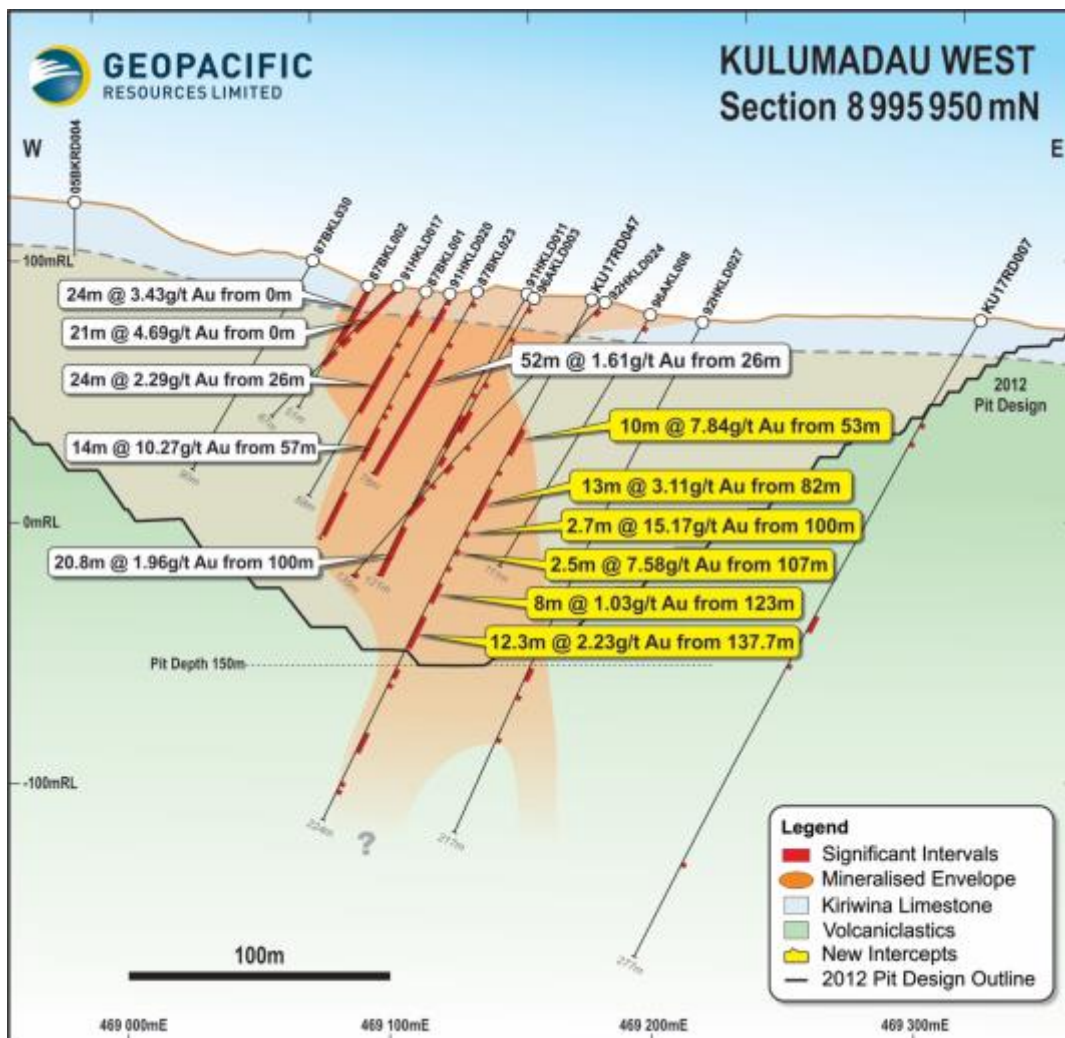 GEOPACIFIC
RESOURCES LIMITED
KULUMADAU WEST
Section 8 995 950 mN
W
E
05BKRD004
87BKL030
87BKL002
91HKLD017
87BKL001
91HKLD020
87BKL023
91HKLD011
96AKLD003
KU17RD047
92HKLD024
96AKL008
92HKLD027
KU17RD007
100mRL
24m @ 3.43g/t Au from 0m
21m @ 4.69g/t Au from 0m
24m @ 2.29g/t Au from 26m
52m @ 1.61g/t Au from 26m
2012
Pit Design
14m @ 10.27g/t Au from 57m
10m @ 7.84g/t Au from 53m
13m @ 3.11g/t Au from 82m
0mRL
2.7m @ 15.17g/t Au from 100m
20.8m @ 1.96g/t Au from 100m
2.5m @ 7.58g/t Au from 107m
8m @ 1.03g/t Au from 123m
12.3m @ 2.23g/t Au from 137.7m
Pit Depth 150m
-100mRL
224m
?
217m
277m
Legend
Significant Intervals
Mineralised Envelope
Kiriwina Limestone
Volcaniclastics
New Intercepts
2012 Pit Design Outline
100m
469 000mE
469 100mE
469 200mE
469 300mE